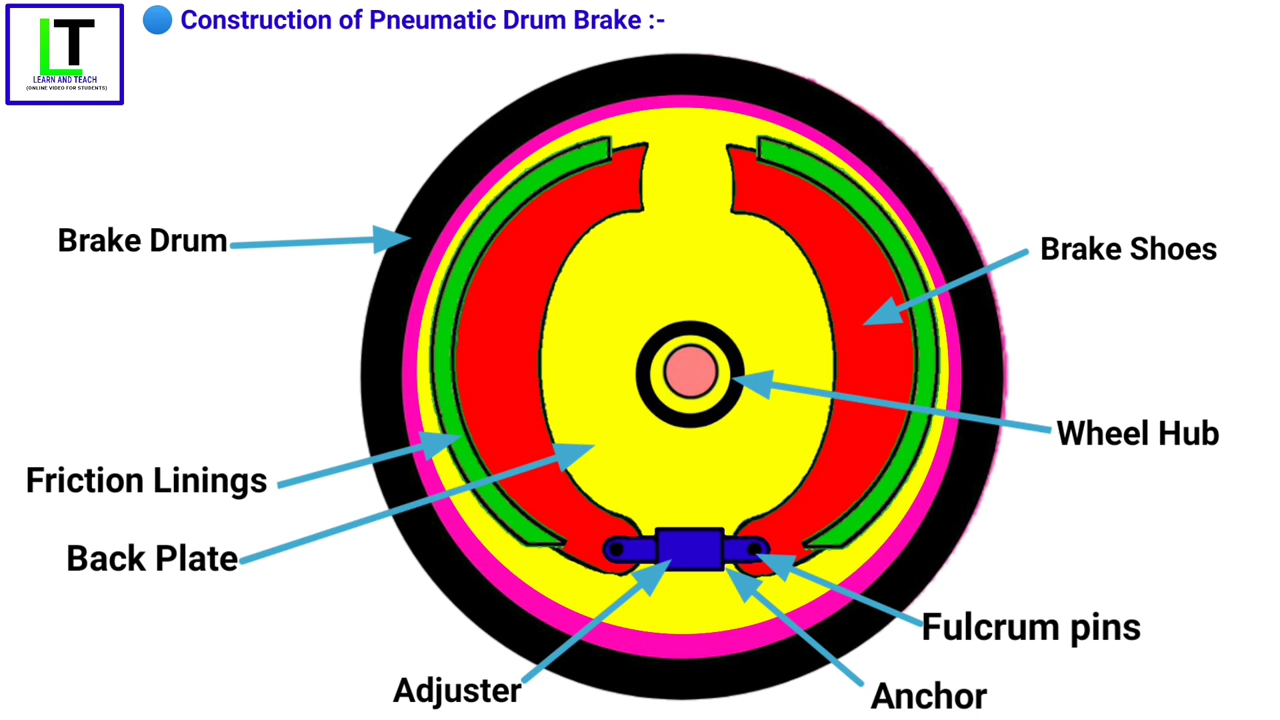 LT
LEARN AND TEACH
(ONLINE VIDEO FOR STUDENTS)
Construction of Pneumatic Drum Brake :-
Brake Drum
Brake Shoes
Wheel Hub
Friction Linings
Back Plate
Fulcrum pins
Adjuster
Anchor